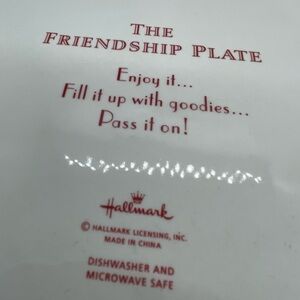 THE
FRIENDSHIP PLATE
Enjoy it...
Fill it up with goodies...
Pass it on!
Hallmark
© HALLMARK LICENSING, INC.
MADE IN CHINA
DISHWASHER AND
MICROWAVE SAFE